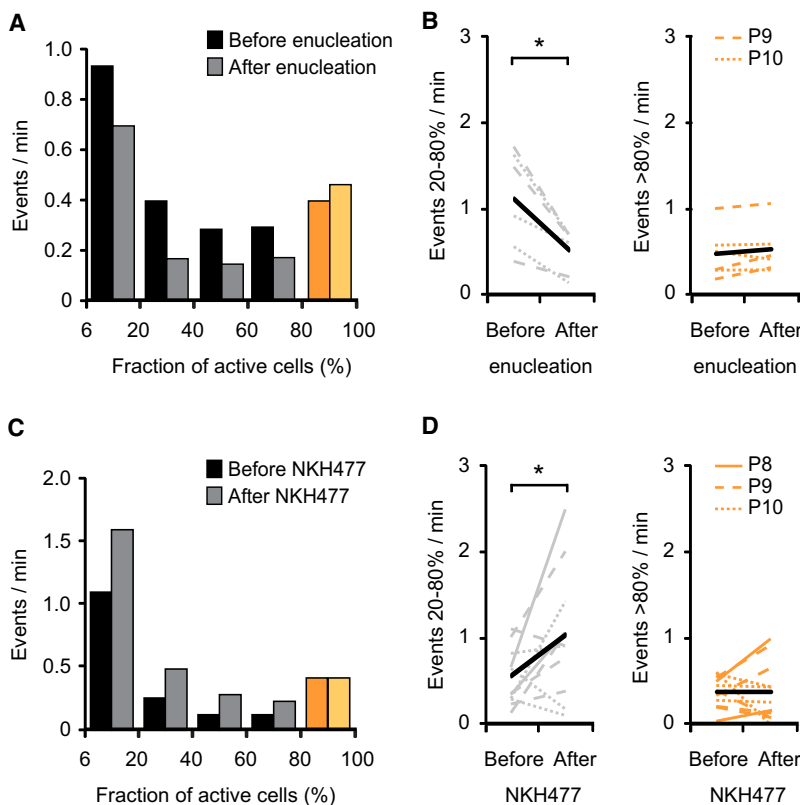 A
Before enucleation
After enucleation
Events / min
1.0
0.8
0.6
0.4
0.2
0
6
20
40
60
80
100
Fraction of active cells (%)
B
Events 20-80% / min
3
2
1
0
*
Before After
enucleation
Events >80% / min
3
2
1
0
P9
P10
Before After
enucleation
C
Before NKH477
After NKH477
Events / min
2.0
1.5
1.0
0.5
0
6
20
40
60
80
100
Fraction of active cells (%)
D
Events 20-80% / min
3
2
1
0
*
Before After
NKH477
Events >80% / min
3
2
1
0
P8
P9
P10
Before After
NKH477